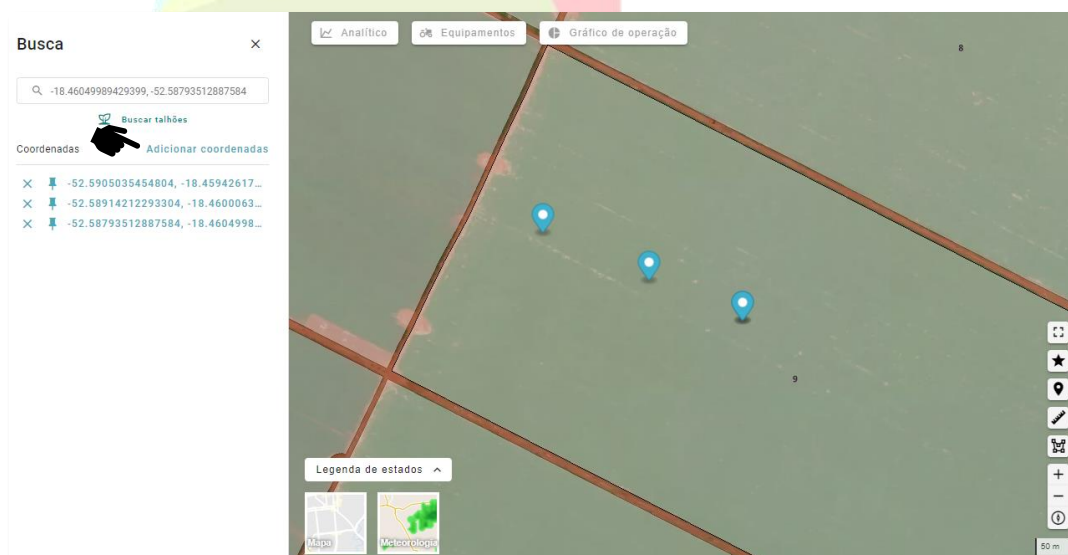 Busca
-18.46049989429399, -52.58793512887584
Buscar talhões
Coordenadas
Adicionar coordenadas
-52.5905035454804, -18.45942617...
-52.58914212293304, -18.4600063...
-52.58793512887584, -18.4604998...
Analítico
Equipamentos
Gráfico de operação
8
9
Legenda de estados
Mapa
Meteorologia
50 m